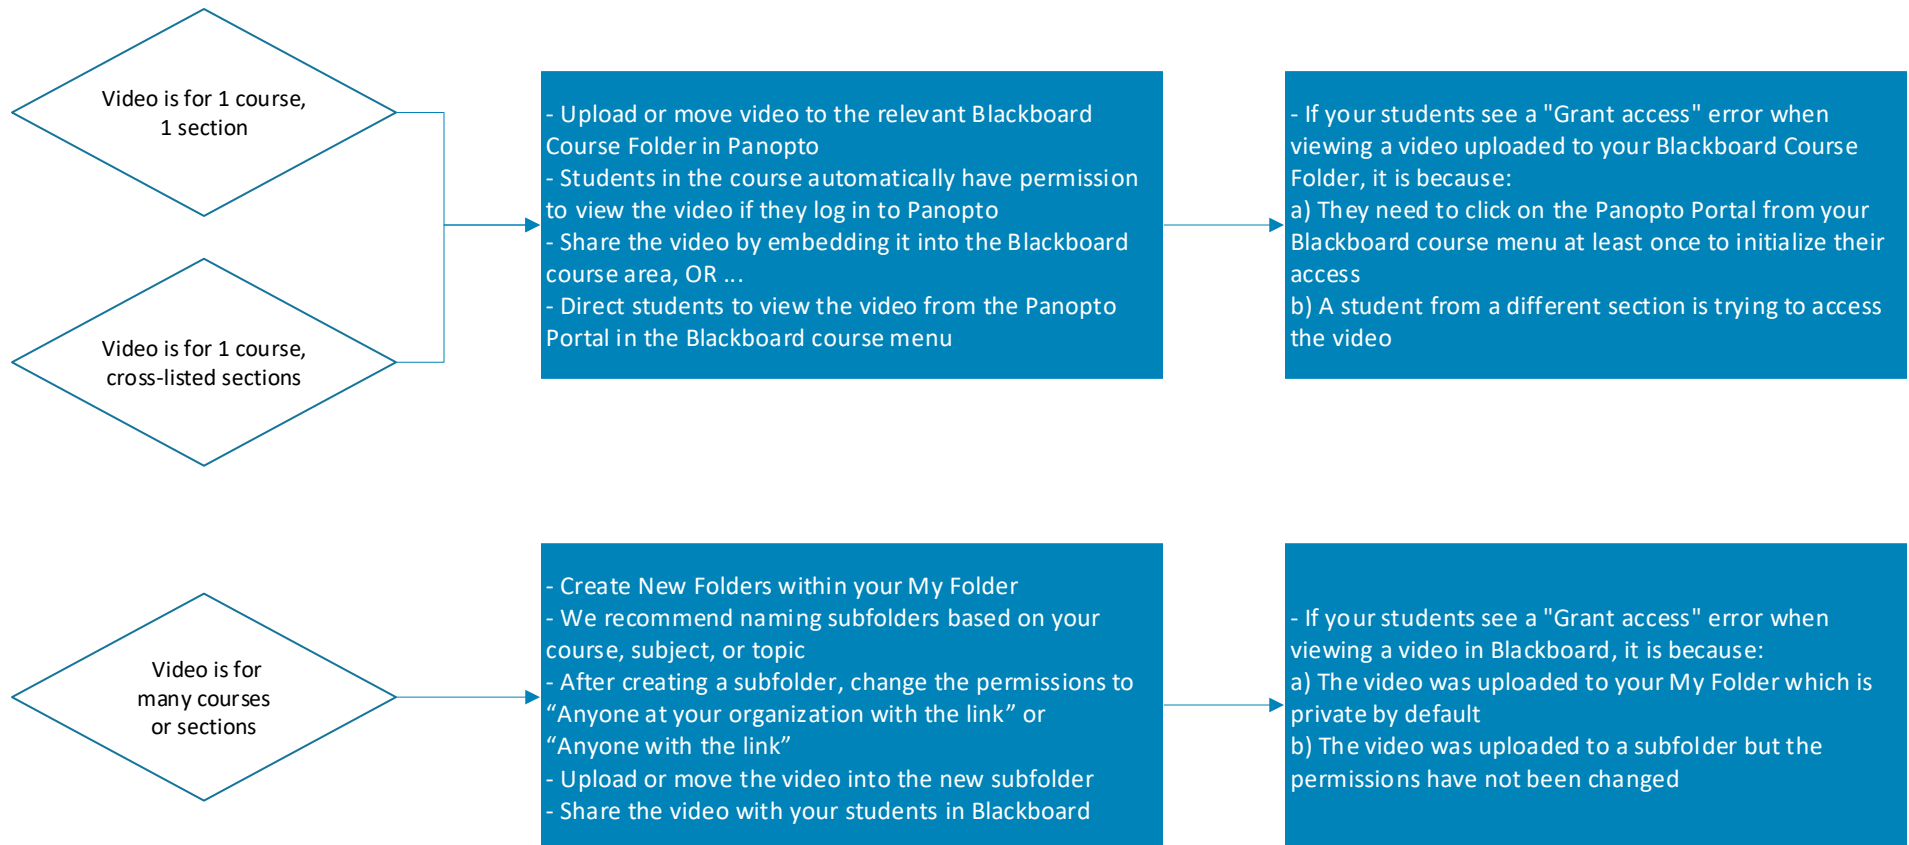 Video is for 1 course,
1 section
Video is for 1 course,
cross-listed sections
- Upload or move video to the relevant Blackboard
Course Folder in Panopto
- Students in the course automatically have permission
to view the video if they log in to Panopto
- Share the video by embedding it into the Blackboard
course area, OR ...
- Direct students to view the video from the Panopto
Portal in the Blackboard course menu
- If your students see a "Grant access" error when
viewing a video uploaded to your Blackboard Course
Folder, it is because:
a) They need to click on the Panopto Portal from your
Blackboard course menu at least once to initialize their
access
b) A student from a different section is trying to access
the video
Video is for
many courses
or sections
- Create New Folders within your My Folder
- We recommend naming subfolders based on your
course, subject, or topic
- After creating a subfolder, change the permissions to
“Anyone at your organization with the link” or
“Anyone with the link”
- Upload or move the video into the new subfolder
- Share the video with your students in Blackboard
- If your students see a "Grant access" error when
viewing a video in Blackboard, it is because:
a) The video was uploaded to your My Folder which is
private by default
b) The video was uploaded to a subfolder but the
permissions have not been changed